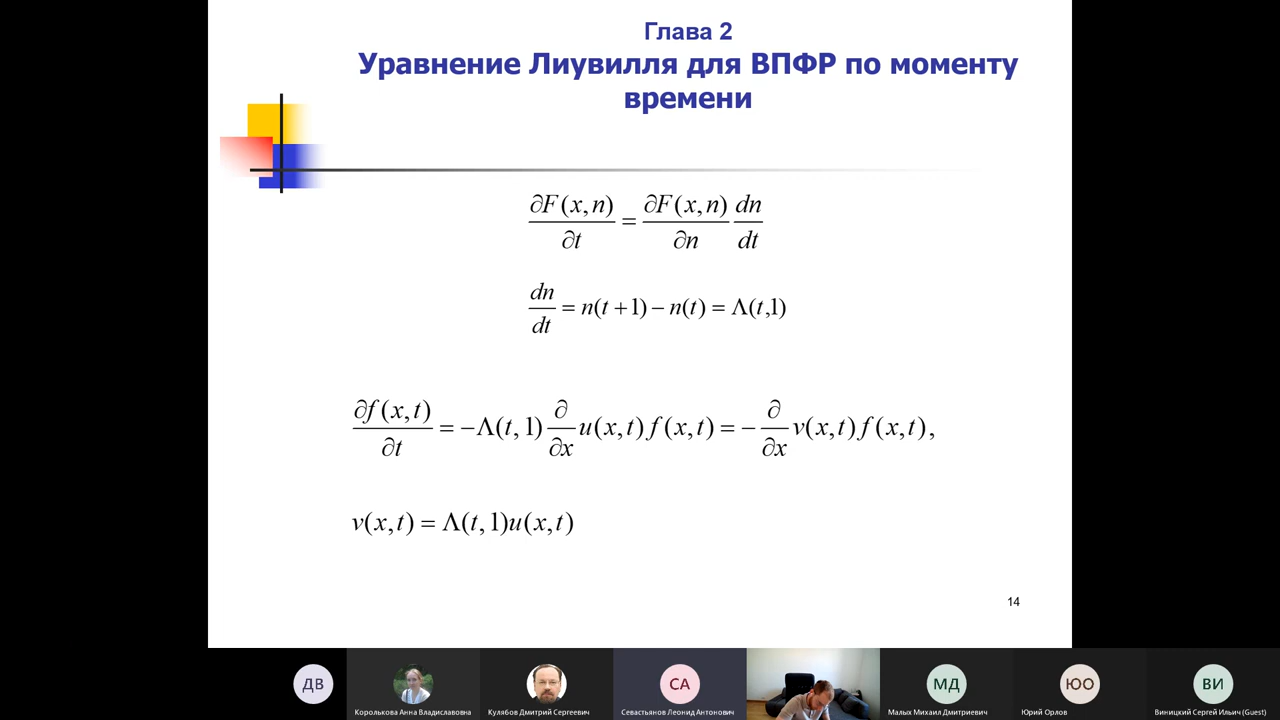 Глава 2
Уравнение Лиувилля для ВПФР по моменту
времени
∂F(x,n)/∂t = ∂F(x,n)/∂n dn/dt
dn/dt = n(t+1) − n(t) = Λ(t,1)
∂f(x,t)/∂t = −Λ(t,1) ∂/∂x u(x,t) f(x,t) = − ∂/∂x v(x,t) f(x,t),
v(x,t) = Λ(t,1)u(x,t)
14
ДВ
СА
МД
ЮО
ВИ
Королькова Анна Владиславовна
Кулябов Дмитрий Сергеевич
Севастьянов Леонид Антонович
Малых Михаил Дмитриевич
Юрий Орлов
Виницкий Сергей Ильич (Guest)